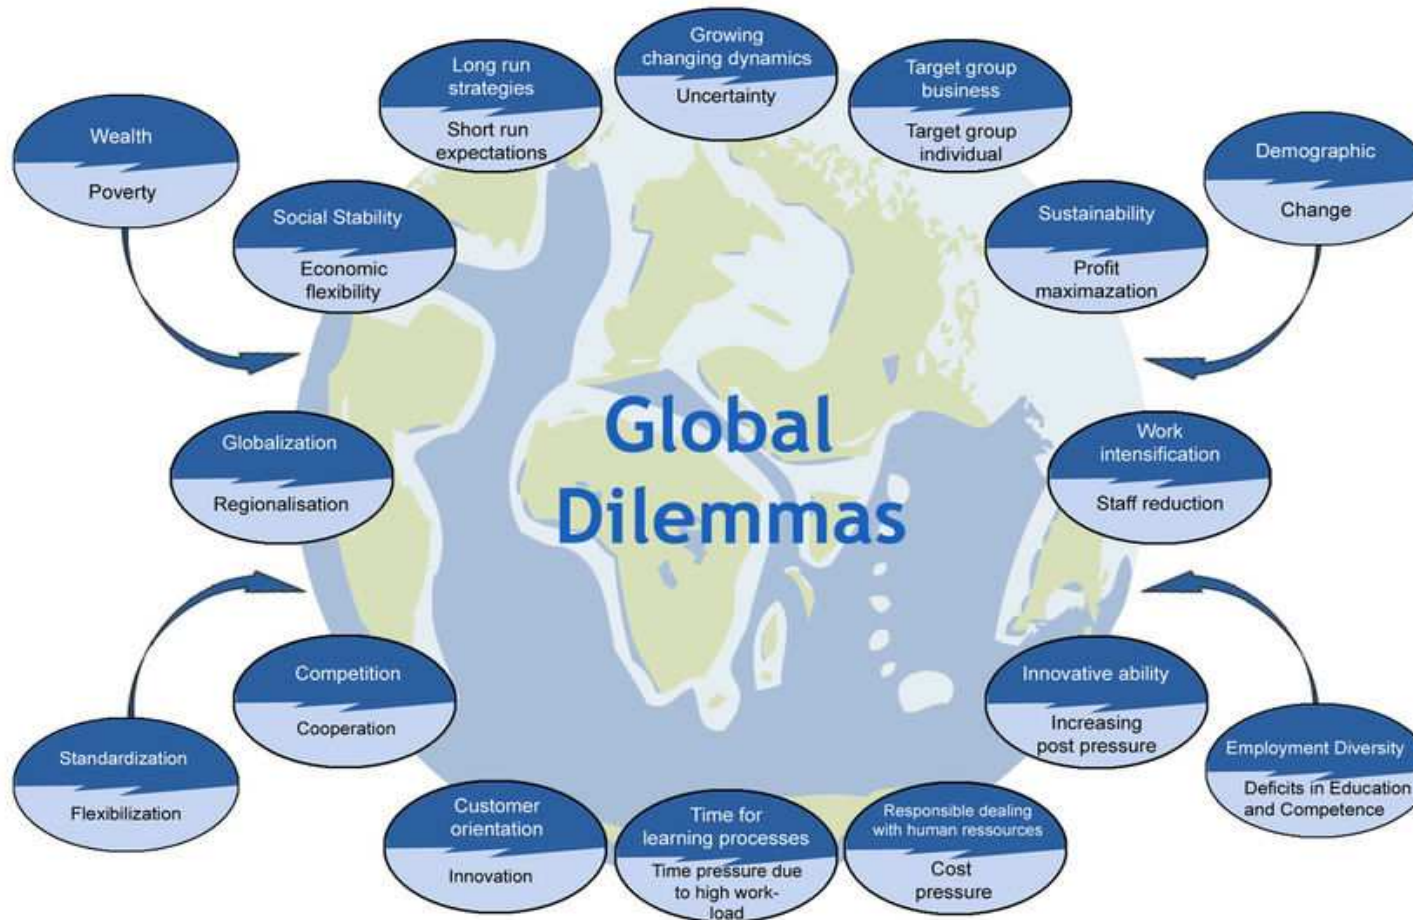 Growing
changing dynamics
Uncertainty
Long run
strategies
Short run
expectations
Target group
business
Target group
individual
Wealth
Poverty
Demographic
Change
Social Stability
Economic
flexibility
Sustainability
Profit
maximazation
Global
Dilemmas
Globalization
Regionalisation
Work
intensification
Staff reduction
Competition
Cooperation
Innovative ability
Increasing
post pressure
Standardization
Flexibilization
Employment Diversity
Deficits in Education
and Competence
Customer
orientation
Innovation
Time for
learning processes
Time pressure due
to high work-
load
Responsible dealing
with human ressources
Cost
pressure